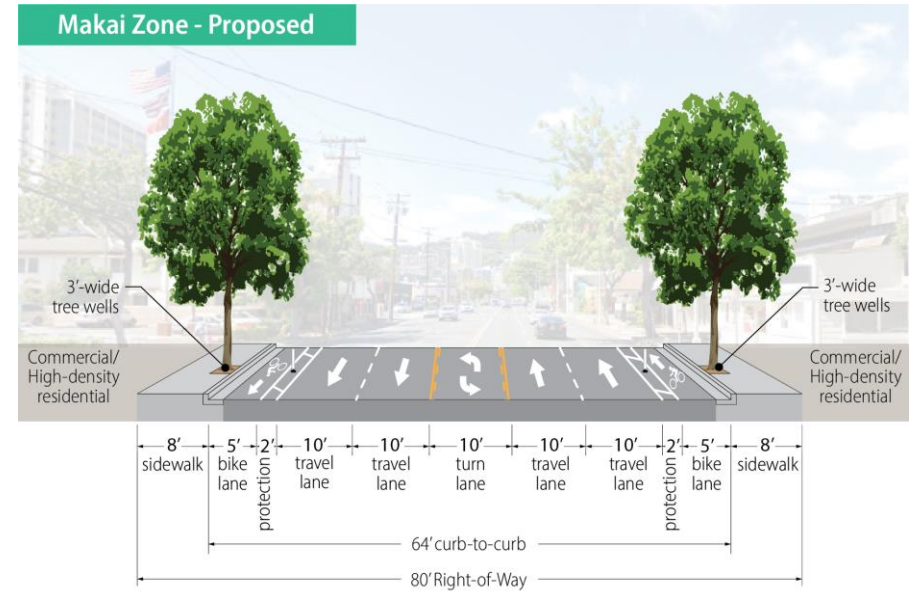 Makai Zone - Proposed
3’-wide
tree wells
3’-wide
tree wells
Commercial/
High-density
residential
Commercial/
High-density
residential
8’
sidewalk
5’
bike
lane
2’
protection
10’
travel
lane
10’
travel
lane
10’
turn
lane
10’
travel
lane
10’
travel
lane
2’
protection
5’
bike
lane
8’
sidewalk
64’ curb-to-curb
80’ Right-of-Way